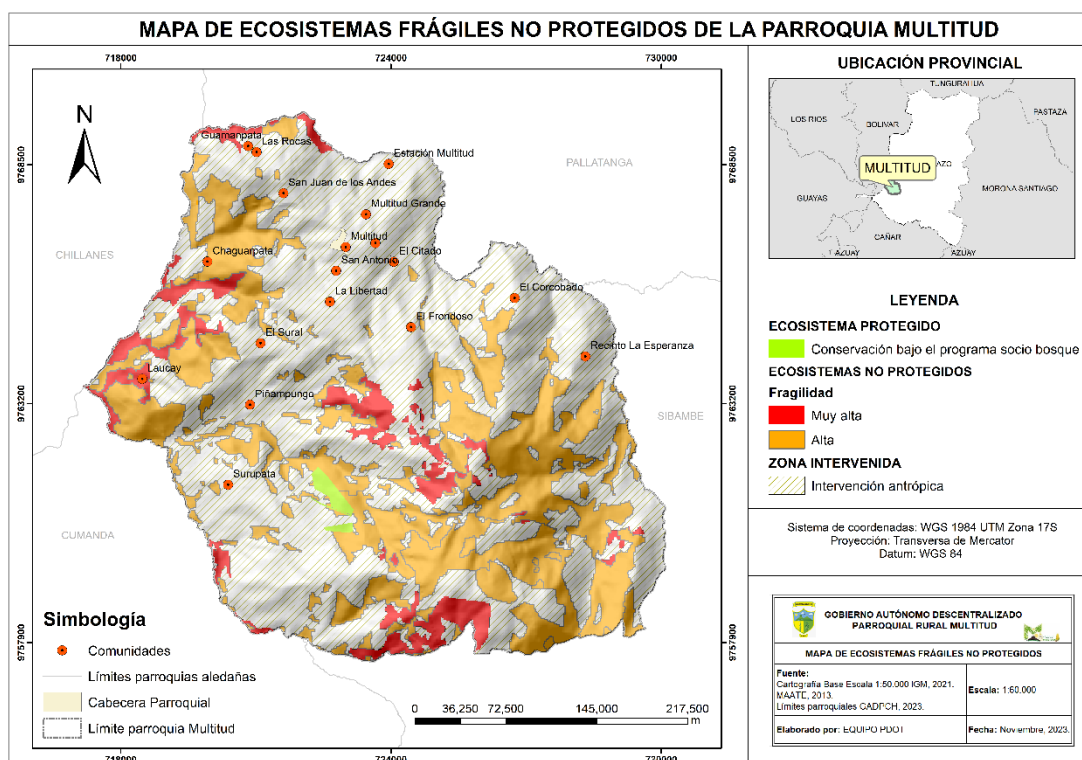 MAPA DE ECOSISTEMAS FRÁGILES NO PROTEGIDOS DE LA PARROQUIA MULTITUD
718000
724000
730000
N
9768500
9768500
PALLATANGA
CHILLANES
Guamanpata
Las Rocas
Estación Multitud
San Juan de los Andes
Multitud Grande
Multitud
Chaguarpata
San Antonio
El Citado
La Libertad
El Corcobado
El Frondoso
El Sural
Recinto La Esperanza
Laucay
Piñampungo
9763200
9763200
SIBAMBE
Surupata
CUMANDA
9757900
9757900
Simbología
Comunidades
Límites parroquias aledañas
Cabecera Parroquial
Límite parroquia Multitud
0 36,250 72,500 145,000 217,500
m
718000
724000
730000
UBICACIÓN PROVINCIAL
TUNGURAHUA
PASTAZA
LOS RIOS
BOLIVAR
MULTITUD
MORONA SANTIAGO
GUAYAS
CAÑAR
AZUAY
AZUAY
LEYENDA
ECOSISTEMA PROTEGIDO
Conservación bajo el programa socio bosque
ECOSISTEMAS NO PROTEGIDOS
Fragilidad
Muy alta
Alta
ZONA INTERVENIDA
Intervención antrópica
Sistema de coordenadas: WGS 1984 UTM Zona 17S
Proyección: Transversa de Mercator
Datum: WGS 84
GOBIERNO AUTÓNOMO DESCENTRALIZADO
PARROQUIAL RURAL MULTITUD
MAPA DE ECOSISTEMAS FRÁGILES NO PROTEGIDOS
Fuente:
Cartografía Base Escala 1:50.000 IGM, 2021.
MAATE, 2013.
Límites parroquiales CADPCH, 2023.
Escala: 1:60.000
Elaborado por: EQUIPO PDOT
Fecha: Noviembre, 2023.